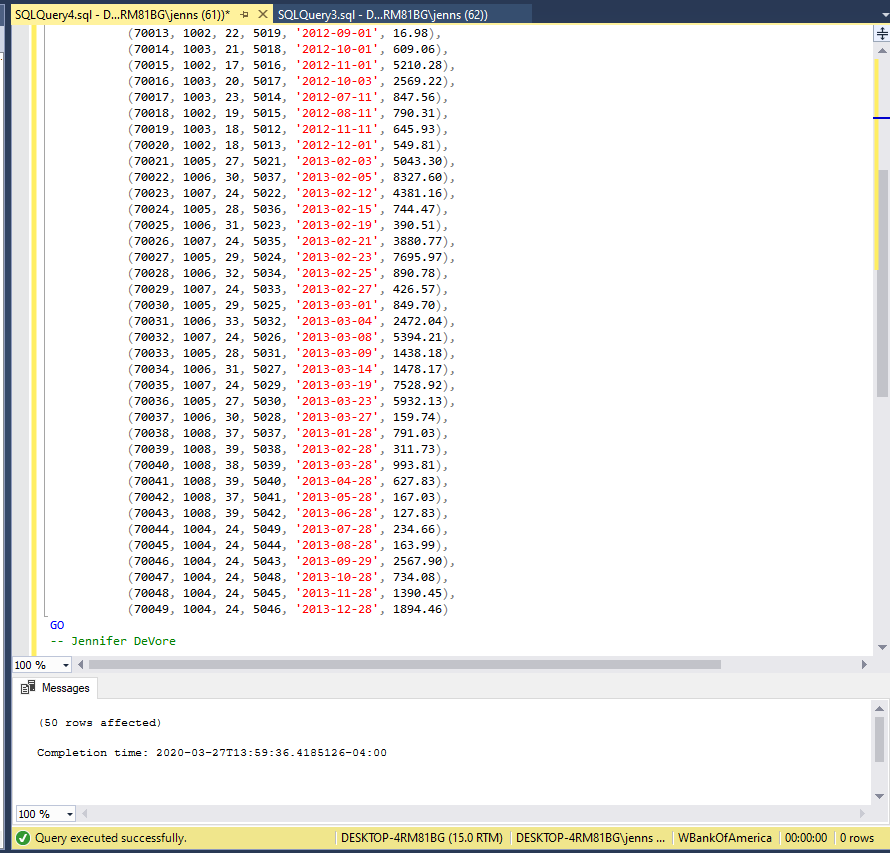 SQLQuery4.sql - D...RM81BG\jenns (61))* SQLQuery3.sql - D...RM81BG\jenns (62))
(70013, 1002, 22, 5019, '2012-09-01', 16.98),
(70014, 1003, 21, 5018, '2012-10-01', 609.06),
(70015, 1002, 17, 5016, '2012-11-01', 5210.28),
(70016, 1003, 20, 5017, '2012-10-03', 2569.22),
(70017, 1003, 23, 5014, '2012-07-11', 847.56),
(70018, 1002, 19, 5015, '2012-08-11', 790.31),
(70019, 1003, 18, 5012, '2012-11-11', 645.93),
(70020, 1002, 18, 5013, '2012-12-01', 549.81),
(70021, 1005, 27, 5021, '2013-02-03', 5043.30),
(70022, 1006, 30, 5037, '2013-02-05', 8327.60),
(70023, 1007, 24, 5022, '2013-02-12', 4381.16),
(70024, 1005, 28, 5036, '2013-02-15', 744.47),
(70025, 1006, 31, 5023, '2013-02-19', 390.51),
(70026, 1007, 24, 5035, '2013-02-21', 3880.77),
(70027, 1005, 29, 5024, '2013-02-23', 7695.97),
(70028, 1006, 32, 5034, '2013-02-25', 890.78),
(70029, 1007, 24, 5033, '2013-02-27', 426.57),
(70030, 1005, 29, 5025, '2013-03-01', 849.70),
(70031, 1006, 33, 5032, '2013-03-04', 2472.04),
(70032, 1007, 24, 5026, '2013-03-08', 5394.21),
(70033, 1005, 28, 5031, '2013-03-09', 1438.18),
(70034, 1006, 31, 5027, '2013-03-14', 1478.17),
(70035, 1007, 24, 5029, '2013-03-19', 7528.92),
(70036, 1005, 27, 5030, '2013-03-23', 5932.13),
(70037, 1006, 30, 5028, '2013-03-27', 159.74),
(70038, 1008, 37, 5037, '2013-01-28', 791.03),
(70039, 1008, 39, 5038, '2013-02-28', 311.73),
(70040, 1008, 38, 5039, '2013-03-28', 993.81),
(70041, 1008, 39, 5040, '2013-04-28', 627.83),
(70042, 1008, 37, 5041, '2013-05-28', 167.03),
(70043, 1008, 39, 5042, '2013-06-28', 127.83),
(70044, 1004, 24, 5049, '2013-07-28', 234.66),
(70045, 1004, 24, 5044, '2013-08-28', 163.99),
(70046, 1004, 24, 5043, '2013-09-29', 2567.90),
(70047, 1004, 24, 5048, '2013-10-28', 734.08),
(70048, 1004, 24, 5045, '2013-11-28', 1390.45),
(70049, 1004, 24, 5046, '2013-12-28', 1894.46)
GO
-- Jennifer DeVore
100 %
Messages
(50 rows affected)
Completion time: 2020-03-27T13:59:36.4185126-04:00
100 %
Query executed successfully. DESKTOP-4RM81BG (15.0 RTM) DESKTOP-4RM81BG\jenns ... WBankOfAmerica 00:00:00 0 rows